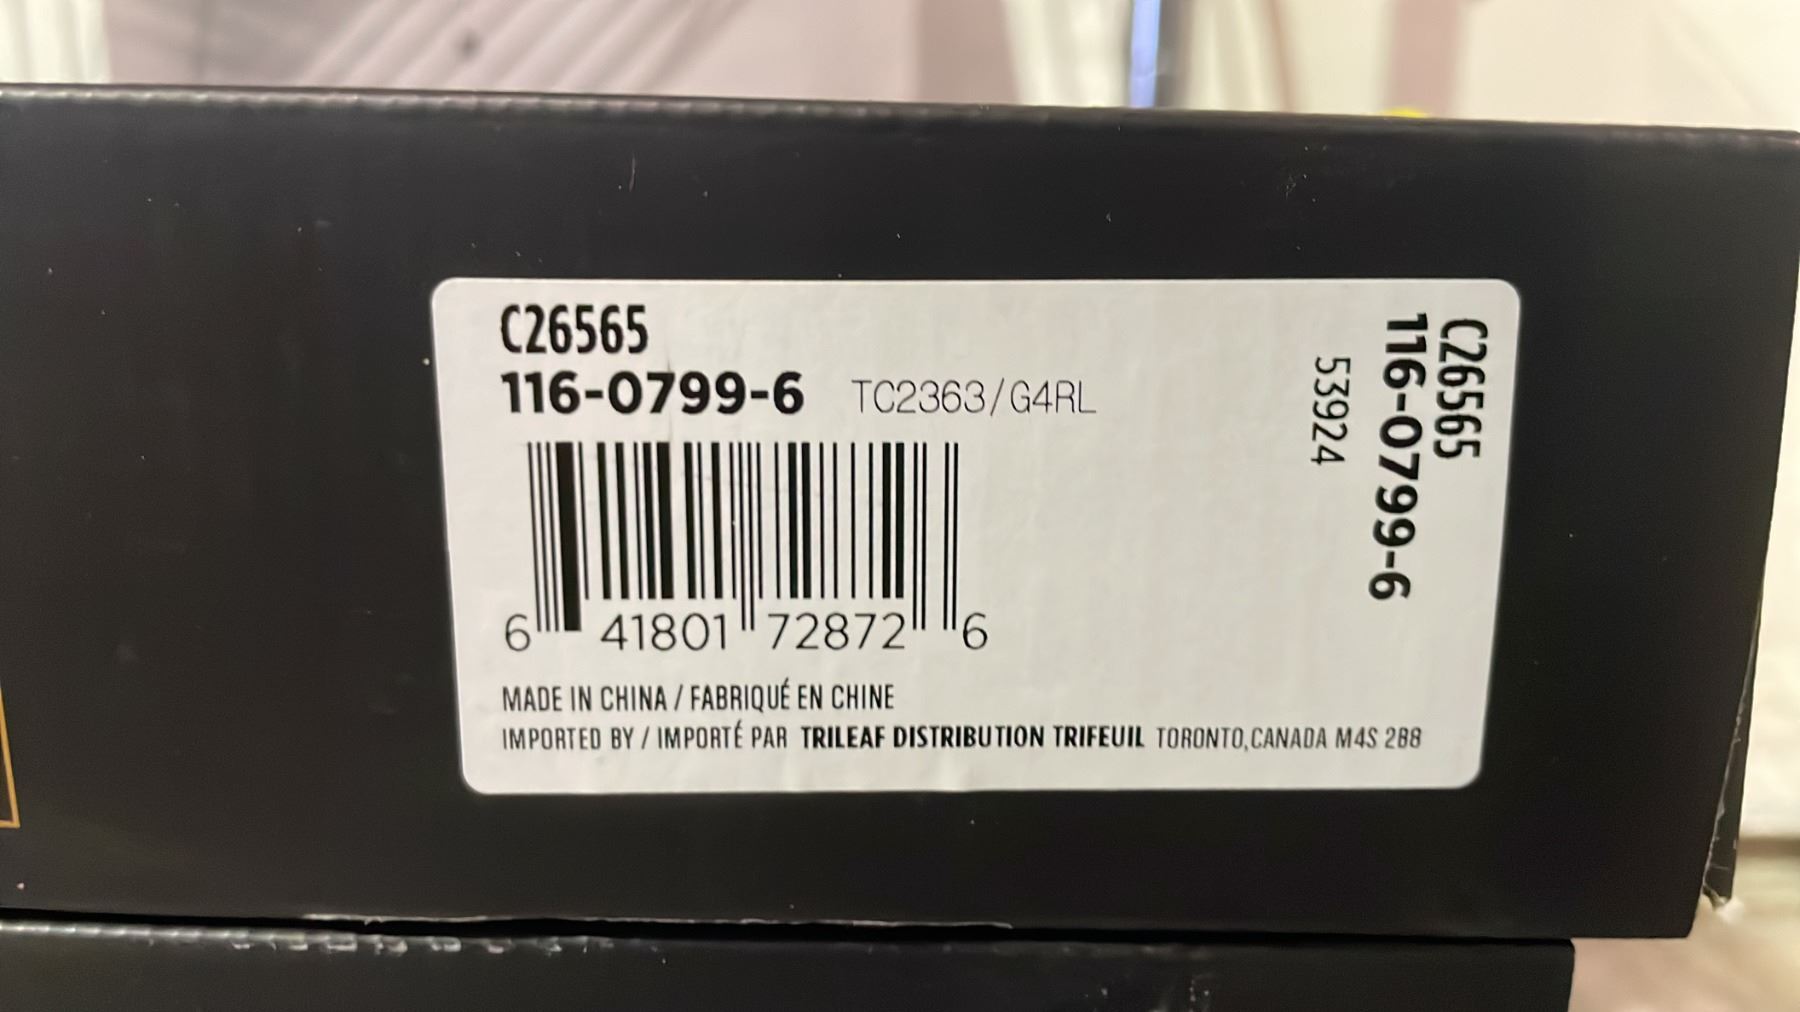 C26565
116-0799-6 TC2363/G4RL
6 41801 72872 6
MADE IN CHINA / FABRIQUÉ EN CHINE
IMPORTED BY / IMPORTÉ PAR TRILEAF DISTRIBUTION TRIFEUIL TORONTO, CANADA M4S 2B8
C26565
116-0799-6
53924